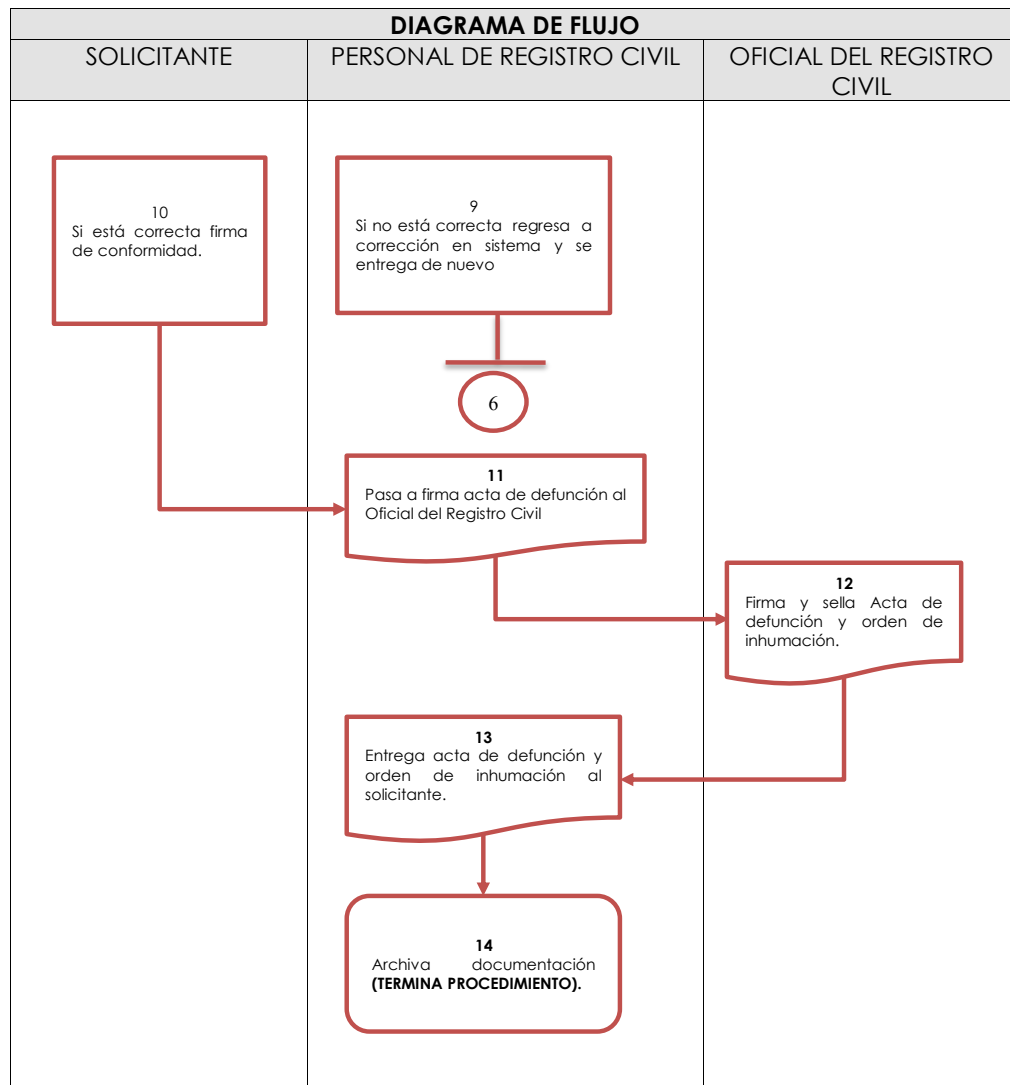 DIAGRAMA DE FLUJO
SOLICITANTE
PERSONAL DE REGISTRO CIVIL
OFICIAL DEL REGISTRO
CIVIL
10
Si está correcta firma
de conformidad.
9
Si no está correcta regresa a
corrección en sistema y se
entrega de nuevo
6
11
Pasa a firma acta de defunción al
Oficial del Registro Civil
12
Firma y sella Acta de
defunción y orden de
inhumación.
13
Entrega acta de defunción y
orden de inhumación al
solicitante.
14
Archiva documentación
(TERMINA PROCEDIMIENTO).